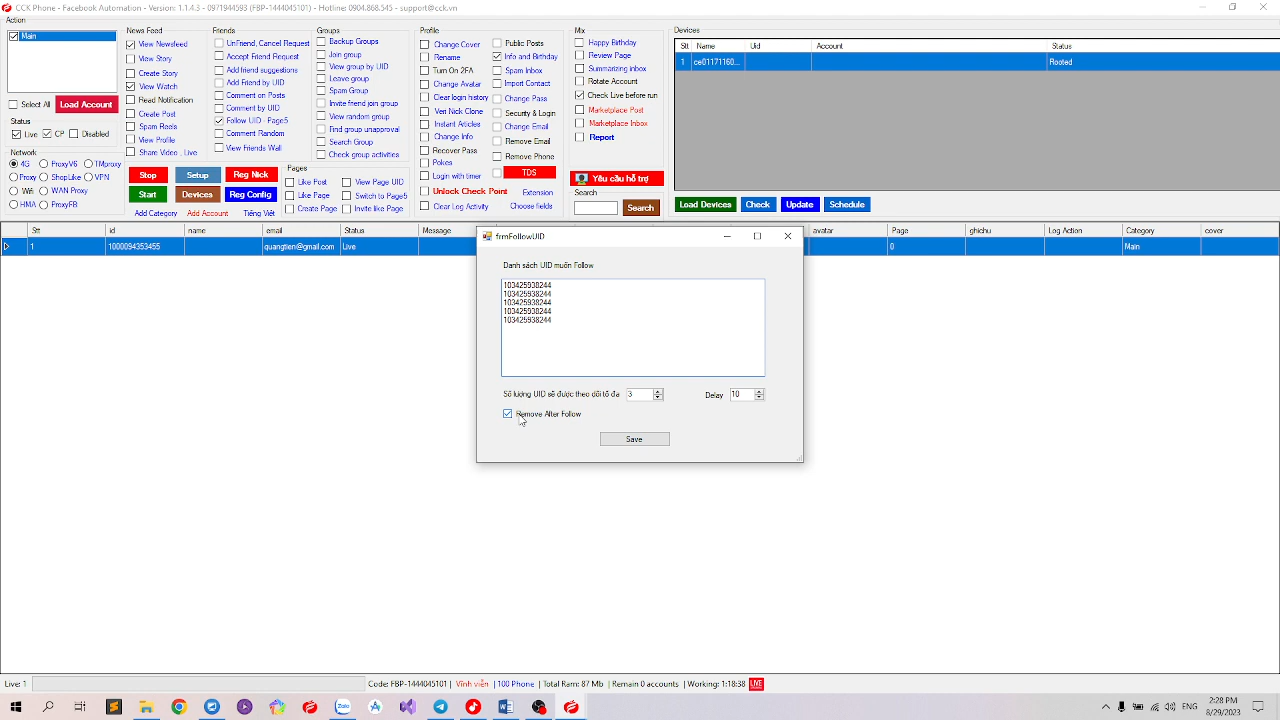 CCK Phone - Facebook Automation - Version: 1.1.4.3 - 0971944593 (FBP-1444045101) - Hotline: 0904.868.545 - support@cck.vn
Action
Main
Select All
Load Account
Status
Live
CP
Disabled
Network
4G
ProxyV6
TMproxy
Proxy
ShopLike
VPN
Wifi
WAN Proxy
HMA
ProxyFB
News Feed
View Newsfeed
View Story
Create Story
View Watch
Read Notification
Create Post
Spam Reels
View Profile
Share Video , Live
Stop
Setup
Reg Nick
Start
Devices
Reg Config
Add Category
Add Account
Tiếng Việt
Friends
UnFriend, Cancel Request
Accept Friend Request
Add friend suggestions
Add Friend by UID
Comment on Posts
Comment by UID
Follow UID - Page5
Comment Random
View Friends Wall
Groups
Backup Groups
Join group
View group by UID
Leave group
Spam Group
Invite friend join group
View random group
Find group unapproval
Search Group
Check group activities
Pages
Like Post
View Page UID
Like Page
Switch to Page5
Create Page
Invite like Page
Profile
Change Cover
Public Posts
Rename
Info and Birthday
Turn On 2FA
Spam Inbox
Change Avatar
Import Contact
Clear login history
Change Pass
Veri Nick Clone
Security & Login
Instant Articles
Change Email
Change Info
Remove Email
Recover Pass
Remove Phone
Pokes
TDS
Login with timer
Unlock Check Point
Extension
Clear Log Activity
Choose fields
Mix
Happy Birthday
Review Page
Summarizing inbox
Rotate Account
Check Live before run
Marketplace Post
Marketplace Inbox
Report
Yêu cầu hỗ trợ
Search
Search
Devices
Stt Name Uid Account Status
1 ce01171160... Rooted
Load Devices
Check
Update
Schedule
Stt id name email Status Message avatar Page ghichu Log Action Category cover
1 1000094353455 quangtien@gmail.com Live 0 Main
frmFollowUID
Danh sách UID muốn Follow
103425938244
103425938244
103425938244
103425938244
103425938244
Số lượng UID sẽ được theo dõi tối đa 3 Delay 10
Remove After Follow
Save
Live: 1 Code: FBP-1444045101 Vĩnh viễn 100 Phone Total Ram: 87 Mb Remain 0 accounts Working: 1:18:38 LIVE
Zalo
ENG
2:28 PM
8/29/2023